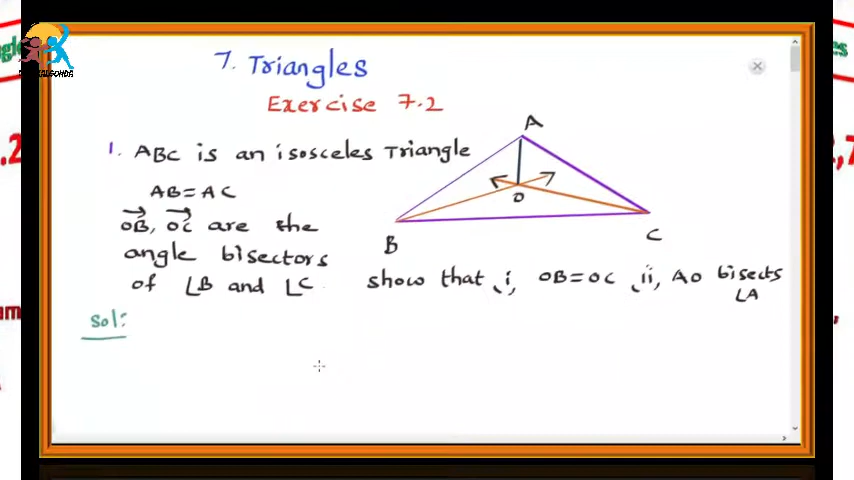 7. Triangles
Exercise 7.2
1. ABC is an isosceles Triangle
AB = AC
OB, OC are the
angle bisectors
of ∟B and ∟C. show that i, OB = OC ii, AO bisects
∟A
Sol:
A
O
B
C